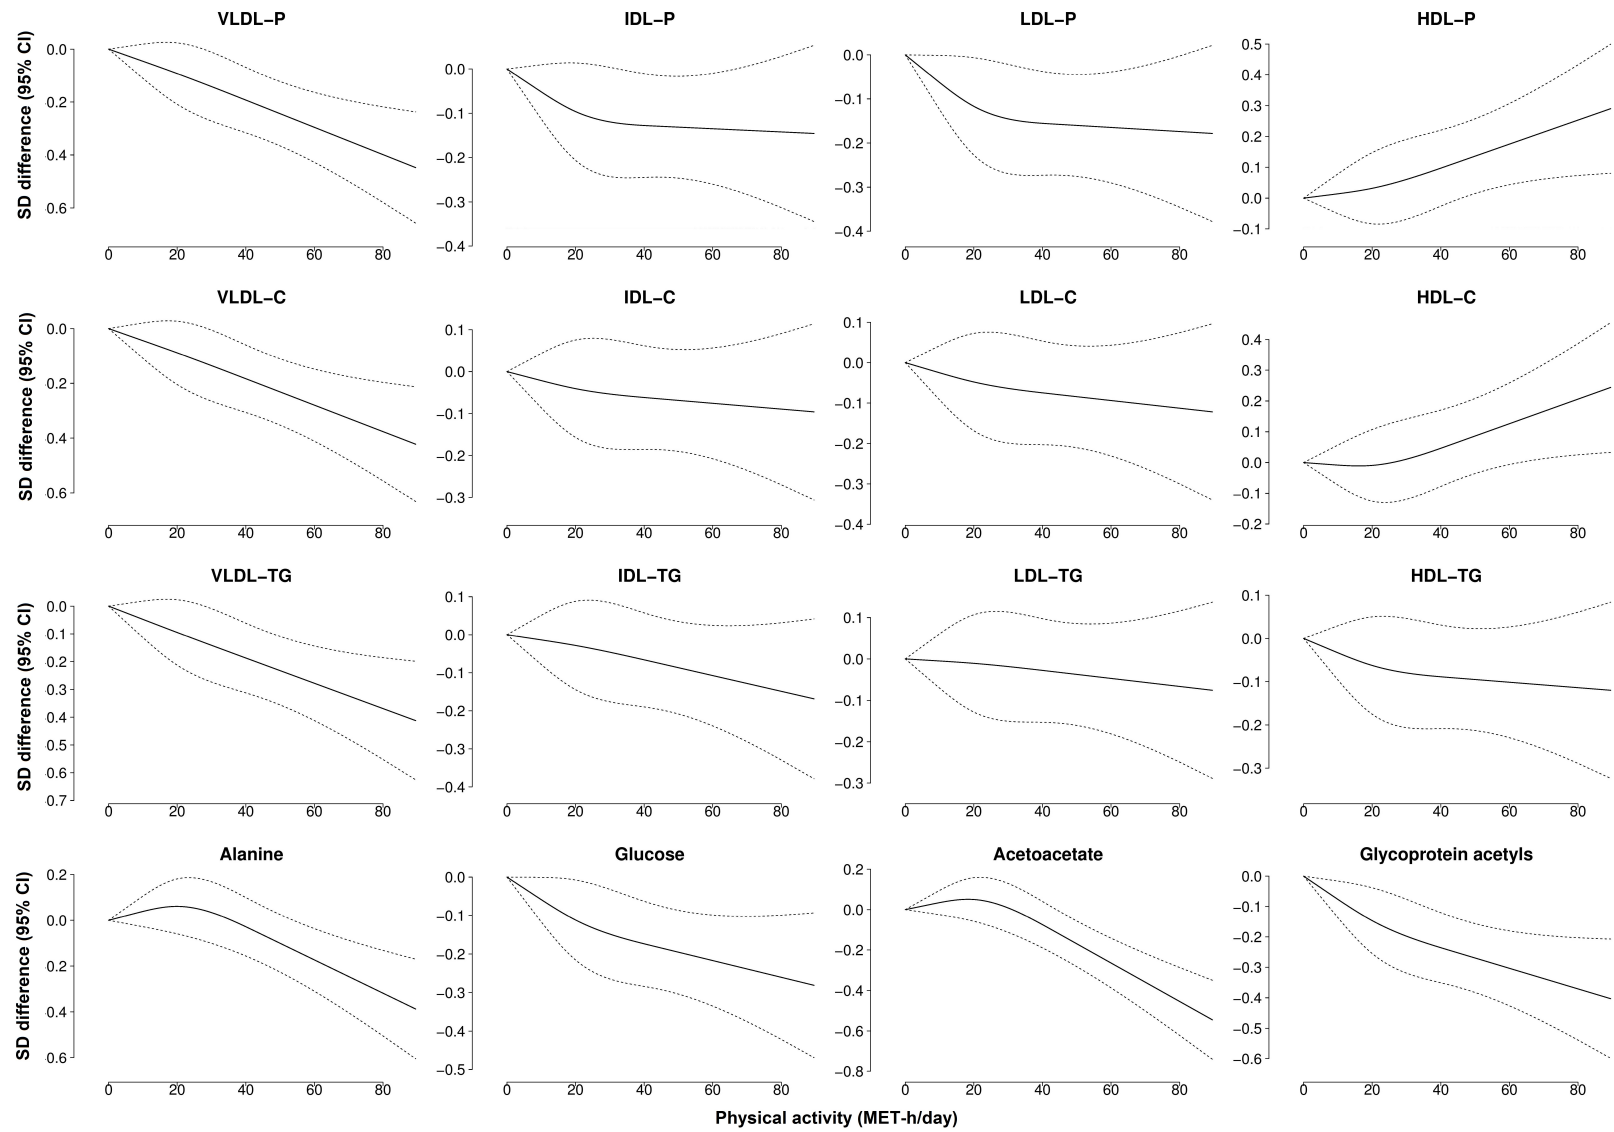 VLDL–P
SD difference (95% CI)
0.0
0.2
0.4
0.6
0 20 40 60 80
IDL–P
0.0
−0.1
−0.2
−0.3
−0.4
0 20 40 60 80
LDL–P
0.0
−0.1
−0.2
−0.3
−0.4
0 20 40 60 80
HDL–P
0.5
0.4
0.3
0.2
0.1
0.0
−0.1
0 20 40 60 80
VLDL–C
SD difference (95% CI)
0.0
0.2
0.4
0.6
0 20 40 60 80
IDL–C
0.1
0.0
−0.1
−0.2
−0.3
0 20 40 60 80
LDL–C
0.1
0.0
−0.1
−0.2
−0.3
−0.4
0 20 40 60 80
HDL–C
0.4
0.3
0.2
0.1
0.0
−0.1
−0.2
0 20 40 60 80
VLDL–TG
SD difference (95% CI)
0.0
0.1
0.2
0.3
0.4
0.5
0.6
0.7
0 20 40 60 80
IDL–TG
0.1
0.0
−0.1
−0.2
−0.3
−0.4
0 20 40 60 80
LDL–TG
0.1
0.0
−0.1
−0.2
−0.3
0 20 40 60 80
HDL–TG
0.1
0.0
−0.1
−0.2
−0.3
0 20 40 60 80
Alanine
SD difference (95% CI)
0.2
0.0
0.2
0.4
0.6
0 20 40 60 80
Glucose
0.0
−0.1
−0.2
−0.3
−0.4
−0.5
0 20 40 60 80
Acetoacetate
0.2
0.0
−0.2
−0.4
−0.6
−0.8
0 20 40 60 80
Glycoprotein acetyls
0.0
−0.1
−0.2
−0.3
−0.4
−0.5
−0.6
0 20 40 60 80
Physical activity (MET-h/day)